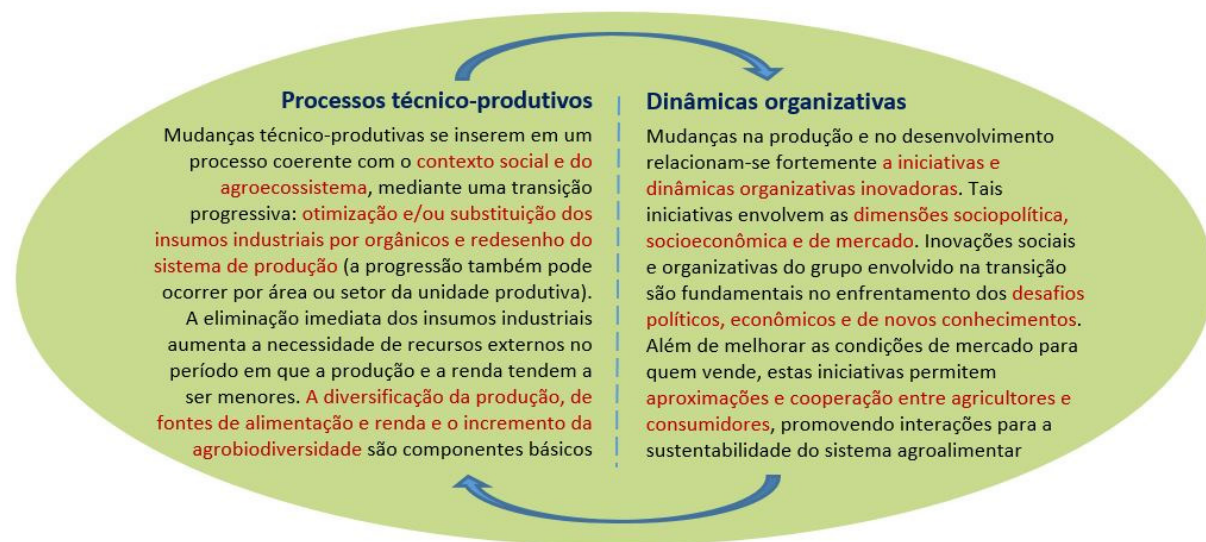 Processos técnico-produtivos
Mudanças técnico-produtivas se inserem em um
processo coerente com o contexto social e do
agroecossistema, mediante uma transição
progressiva: otimização e/ou substituição dos
insumos industriais por orgânicos e redesenho do
sistema de produção (a progressão também pode
ocorrer por área ou setor da unidade produtiva).
A eliminação imediata dos insumos industriais
aumenta a necessidade de recursos externos no
período em que a produção e a renda tendem a
ser menores. A diversificação da produção, de
fontes de alimentação e renda e o incremento da
agrobiodiversidade são componentes básicos
Dinâmicas organizativas
Mudanças na produção e no desenvolvimento
relacionam-se fortemente a iniciativas e
dinâmicas organizativas inovadoras. Tais
iniciativas envolvem as dimensões sociopolítica,
socioeconômica e de mercado. Inovações sociais
e organizativas do grupo envolvido na transição
são fundamentais no enfrentamento dos desafios
políticos, econômicos e de novos conhecimentos.
Além de melhorar as condições de mercado para
quem vende, estas iniciativas permitem
aproximações e cooperação entre agricultores e
consumidores, promovendo interações para a
sustentabilidade do sistema agroalimentar